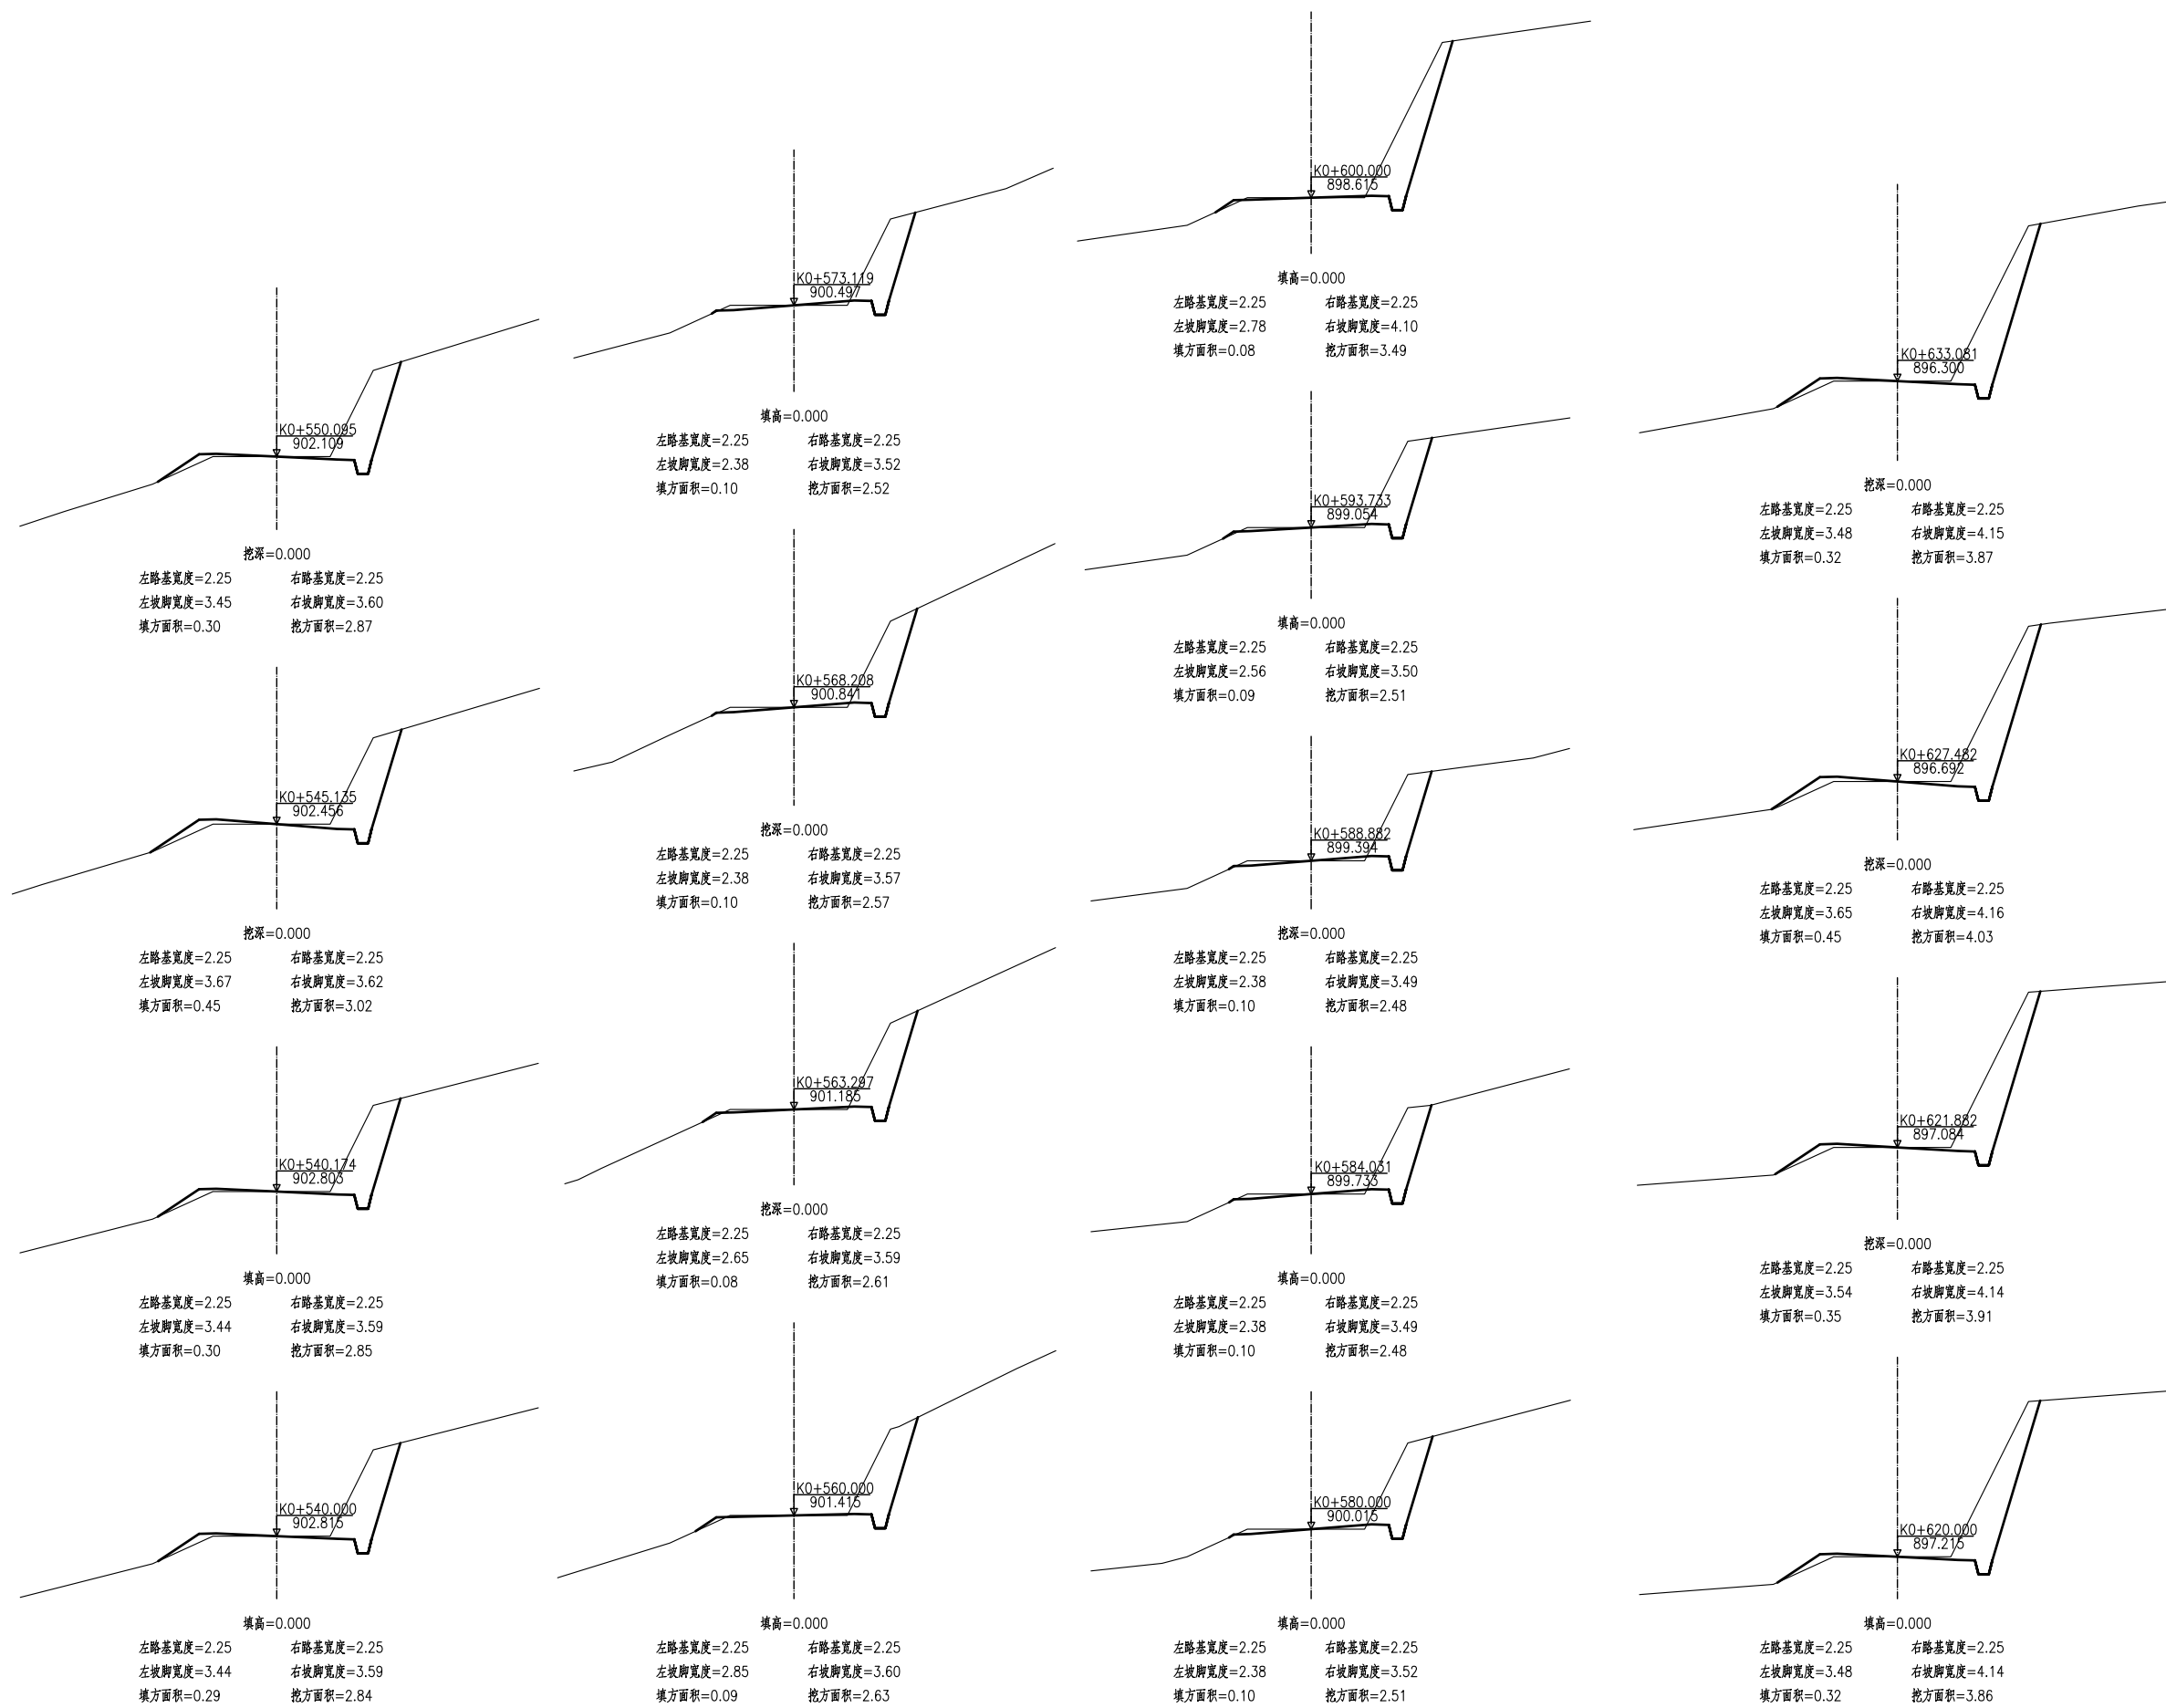 K0+550.095
902.109
挖深=0.000
左路基宽度=2.25 右路基宽度=2.25
左坡脚宽度=3.45 右坡脚宽度=3.60
填方面积=0.30 挖方面积=2.87
K0+545.135
902.456
挖深=0.000
左路基宽度=2.25 右路基宽度=2.25
左坡脚宽度=3.67 右坡脚宽度=3.62
填方面积=0.45 挖方面积=3.02
K0+540.174
902.803
填高=0.000
左路基宽度=2.25 右路基宽度=2.25
左坡脚宽度=3.44 右坡脚宽度=3.59
填方面积=0.30 挖方面积=2.85
K0+540.000
902.815
填高=0.000
左路基宽度=2.25 右路基宽度=2.25
左坡脚宽度=3.44 右坡脚宽度=3.59
填方面积=0.29 挖方面积=2.84
K0+573.119
900.497
填高=0.000
左路基宽度=2.25 右路基宽度=2.25
左坡脚宽度=2.38 右坡脚宽度=3.52
填方面积=0.10 挖方面积=2.52
K0+568.208
900.841
挖深=0.000
左路基宽度=2.25 右路基宽度=2.25
左坡脚宽度=2.38 右坡脚宽度=3.57
填方面积=0.10 挖方面积=2.57
K0+563.297
901.185
挖深=0.000
左路基宽度=2.25 右路基宽度=2.25
左坡脚宽度=2.65 右坡脚宽度=3.59
填方面积=0.08 挖方面积=2.61
K0+560.000
901.415
填高=0.000
左路基宽度=2.25 右路基宽度=2.25
左坡脚宽度=2.85 右坡脚宽度=3.60
填方面积=0.09 挖方面积=2.63
K0+600.000
898.615
填高=0.000
左路基宽度=2.25 右路基宽度=2.25
左坡脚宽度=2.78 右坡脚宽度=4.10
填方面积=0.08 挖方面积=3.49
K0+593.733
899.054
填高=0.000
左路基宽度=2.25 右路基宽度=2.25
左坡脚宽度=2.56 右坡脚宽度=3.50
填方面积=0.09 挖方面积=2.51
K0+588.882
899.394
挖深=0.000
左路基宽度=2.25 右路基宽度=2.25
左坡脚宽度=2.38 右坡脚宽度=3.49
填方面积=0.10 挖方面积=2.48
K0+584.031
899.733
填高=0.000
左路基宽度=2.25 右路基宽度=2.25
左坡脚宽度=2.38 右坡脚宽度=3.49
填方面积=0.10 挖方面积=2.48
K0+580.000
900.015
填高=0.000
左路基宽度=2.25 右路基宽度=2.25
左坡脚宽度=2.38 右坡脚宽度=3.52
填方面积=0.10 挖方面积=2.51
K0+633.081
896.300
挖深=0.000
左路基宽度=2.25 右路基宽度=2.25
左坡脚宽度=3.48 右坡脚宽度=4.15
填方面积=0.32 挖方面积=3.87
K0+627.482
896.692
挖深=0.000
左路基宽度=2.25 右路基宽度=2.25
左坡脚宽度=3.65 右坡脚宽度=4.16
填方面积=0.45 挖方面积=4.03
K0+621.882
897.084
挖深=0.000
左路基宽度=2.25 右路基宽度=2.25
左坡脚宽度=3.54 右坡脚宽度=4.14
填方面积=0.35 挖方面积=3.91
K0+620.000
897.215
填高=0.000
左路基宽度=2.25 右路基宽度=2.25
左坡脚宽度=3.48 右坡脚宽度=4.14
填方面积=0.32 挖方面积=3.86